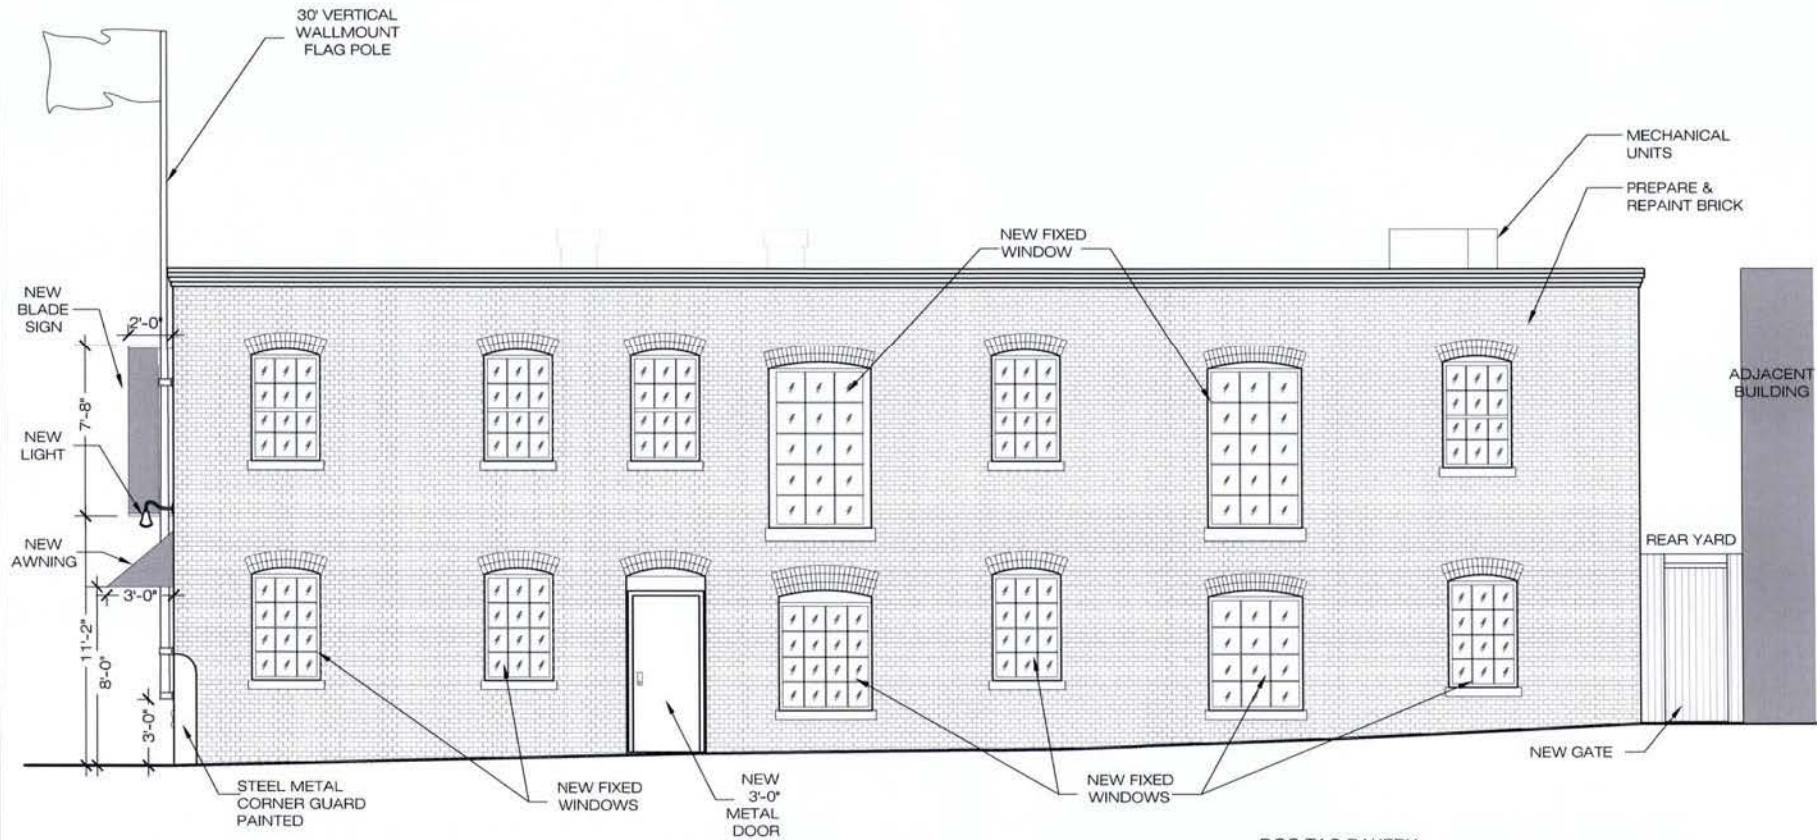 30' VERTICAL
WALLMOUNT
FLAG POLE
MECHANICAL
UNITS
PREPARE &
REPAINT BRICK
NEW FIXED
WINDOW
NEW
BLADE
SIGN
2'-0"
7'-8"
ADJACENT
BUILDING
NEW
LIGHT
NEW
AWNING
REAR YARD
3'-0"
11'-2"
8'-0"
3'-0"
NEW GATE
STEEL METAL
CORNER GUARD
PAINTED
NEW FIXED
WINDOWS
NEW
3'-0"
METAL
DOOR
NEW FIXED
WINDOWS